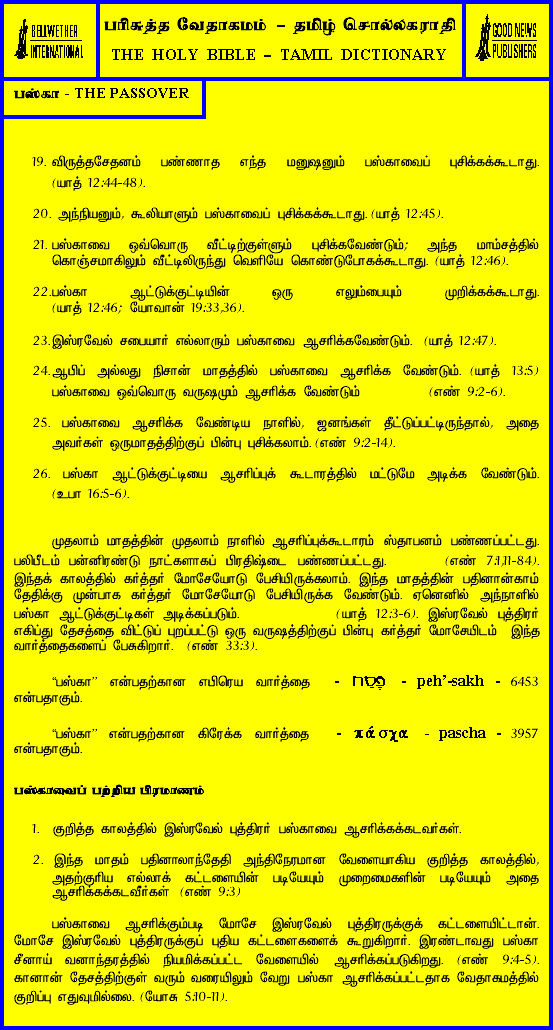 BELLWETHER
INTERNATIONAL
பரிசுத்த வேதாகமம் – தமிழ் சொல்லகராதி
THE HOLY BIBLE – TAMIL DICTIONARY
GOOD NEWS
PUBLISHERS
பஸ்கா - THE PASSOVER
19. விருத்தசேதனம் பண்ணாத எந்த மனுஷனும் பஸ்காவைப் புசிக்கக்கூடாது.
(யாத் 12:44-48).
20. அந்நியனும், கூலியாளும் பஸ்காவைப் புசிக்கக்கூடாது. (யாத் 12:45).
21. பஸ்காவை ஒவ்வொரு வீட்டிற்குள்ளும் புசிக்கவேண்டும்; அந்த மாம்சத்தில்
கொஞ்சமாகிலும் வீட்டிலிருந்து வெளியே கொண்டுபோகக்கூடாது. (யாத் 12:46).
22.பஸ்கா ஆட்டுக்குட்டியின் ஒரு எலும்பையும் முறிக்கக்கூடாது.
(யாத் 12:46; யோவான் 19:33,36).
23.இஸ்ரவேல் சபையார் எல்லாரும் பஸ்காவை ஆசரிக்கவேண்டும். (யாத் 12:47).
24.ஆபிப் அல்லது நிசான் மாதத்தில் பஸ்காவை ஆசரிக்க வேண்டும். (யாத் 13:5)
பஸ்காவை ஒவ்வொரு வருஷமும் ஆசரிக்க வேண்டும் (எண் 9:2-6).
25. பஸ்காவை ஆசரிக்க வேண்டிய நாளில், ஜனங்கள் தீட்டுப்பட்டிருந்தால், அதை
அவர்கள் ஒருமாதத்திற்குப் பின்பு புசிக்கலாம். (எண் 9:2-14).
26. பஸ்கா ஆட்டுக்குட்டியை ஆசரிப்புக் கூடாரத்தில் மட்டுமே அடிக்க வேண்டும்.
(உபா 16:5-6).
முதலாம் மாதத்தின் முதலாம் நாளில் ஆசரிப்புக்கூடாரம் ஸ்தாபனம் பண்ணப்பட்டது.
பலிபீடம் பன்னிரண்டு நாட்களாகப் பிரதிஷ்டை பண்ணப்பட்டது. (எண் 7:1,11-84).
இந்தக் காலத்தில் கர்த்தர் மோசேயோடு பேசியிருக்கலாம். இந்த மாதத்தின் பதினான்காம்
தேதிக்கு முன்பாக கர்த்தர் மோசேயோடு பேசியிருக்க வேண்டும். ஏனெனில் அந்நாளில்
பஸ்கா ஆட்டுக்குட்டிகள் அடிக்கப்படும். (யாத் 12:3-6). இஸ்ரவேல் புத்திரர்
எகிப்து தேசத்தை விட்டுப் புறப்பட்டு ஒரு வருஷத்திற்குப் பின்பு கர்த்தர் மோசேயிடம் இந்த
வார்த்தைகளைப் பேசுகிறார். (எண் 33:3).
“பஸ்கா” என்பதற்கான எபிரெய வார்த்தை - פֶּסַח - peh’-sakh - 6453
என்பதாகும்.
“பஸ்கா” என்பதற்கான கிரேக்க வார்த்தை - πάσχα - pascha - 3957
என்பதாகும்.
பஸ்காவைப் பற்றிய பிரமாணம்
1. குறித்த காலத்தில் இஸ்ரவேல் புத்திரர் பஸ்காவை ஆசரிக்கக்கடவர்கள்.
2. இந்த மாதம் பதினாலாந்தேதி அந்திநேரமான வேளையாகிய குறித்த காலத்தில்,
அதற்குரிய எல்லாக் கட்டளையின் படியேயும் முறைமைகளின் படியேயும் அதை
ஆசரிக்கக்கடவீர்கள் (எண் 9:3)
பஸ்காவை ஆசரிக்கும்படி மோசே இஸ்ரவேல் புத்திரருக்குக் கட்டளையிட்டான்.
மோசே இஸ்ரவேல் புத்திரருக்குப் புதிய கட்டளைகளைக் கூறுகிறார். இரண்டாவது பஸ்கா
சீனாய் வனாந்தரத்தில் நியமிக்கப்பட்ட வேளையில் ஆசரிக்கப்படுகிறது. (எண் 9:4-5).
கானான் தேசத்திற்குள் வரும் வரையிலும் வேறு பஸ்கா ஆசரிக்கப்பட்டதாக வேதாகமத்தில்
குறிப்பு எதுவுமில்லை. (யோசு 5:10-11).